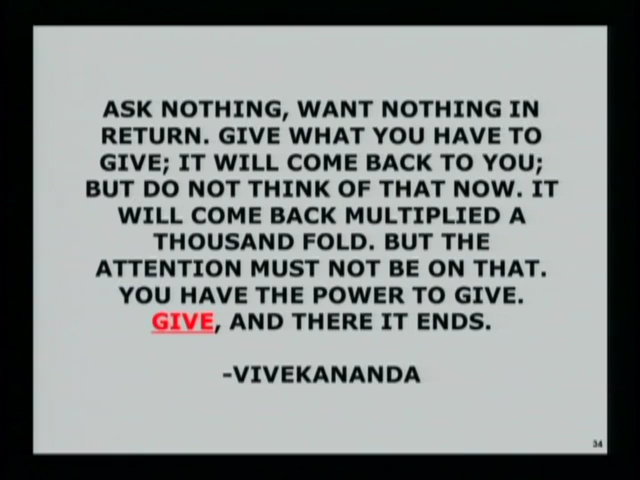 ASK NOTHING, WANT NOTHING IN
RETURN. GIVE WHAT YOU HAVE TO
GIVE; IT WILL COME BACK TO YOU;
BUT DO NOT THINK OF THAT NOW. IT
WILL COME BACK MULTIPLIED A
THOUSAND FOLD. BUT THE
ATTENTION MUST NOT BE ON THAT.
YOU HAVE THE POWER TO GIVE.
GIVE, AND THERE IT ENDS.
-VIVEKANANDA
34